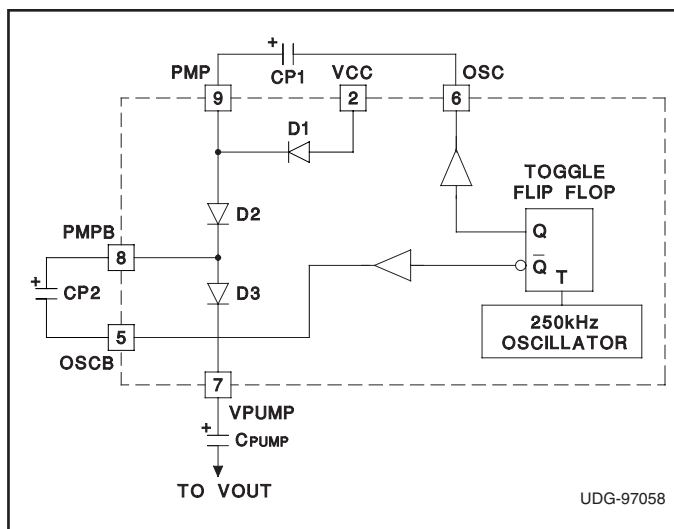 +
CP1
PMP
VCC
OSC
9
2
6
D1
TOGGLE
FLIP FLOP
D2
Q
PMPB
8
Q̅
T
+
CP2
D3
250kHz
OSCILLATOR
5
OSCB
7
VPUMP
+
CPUMP
TO VOUT
UDG-97058